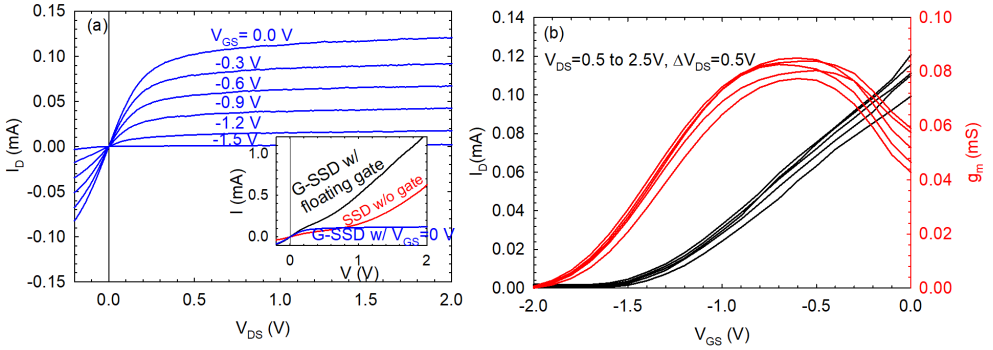 (a)
V_GS= 0.0 V
-0.3 V
-0.6 V
-0.9 V
-1.2 V
-1.5 V
0.15
0.10
0.05
0.00
-0.05
-0.10
-0.15
I_D (mA)
0.0
0.5
1.0
1.5
2.0
V_DS (V)
1.0
0.5
0.0
I (mA)
G-SSD w/
floating gate
SSD w/o gate
G-SSD w/ V_GS=0 V
0
1
2
V (V)
(b)
V_DS=0.5 to 2.5V, ΔV_DS=0.5V
0.14
0.12
0.10
0.08
0.06
0.04
0.02
0.00
I_D(mA)
-2.0
-1.5
-1.0
-0.5
0.0
V_GS (V)
0.10
0.08
0.06
0.04
0.02
0.00
g_m (mS)